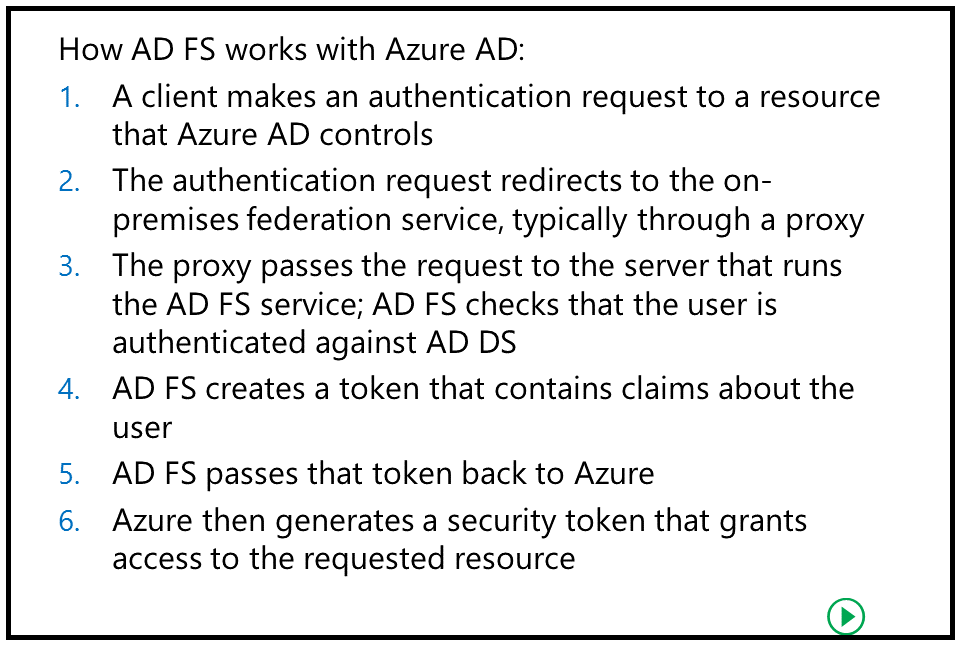 How AD FS works with Azure AD:
1. A client makes an authentication request to a resource
that Azure AD controls
2. The authentication request redirects to the on-
premises federation service, typically through a proxy
3. The proxy passes the request to the server that runs
the AD FS service; AD FS checks that the user is
authenticated against AD DS
4. AD FS creates a token that contains claims about the
user
5. AD FS passes that token back to Azure
6. Azure then generates a security token that grants
access to the requested resource